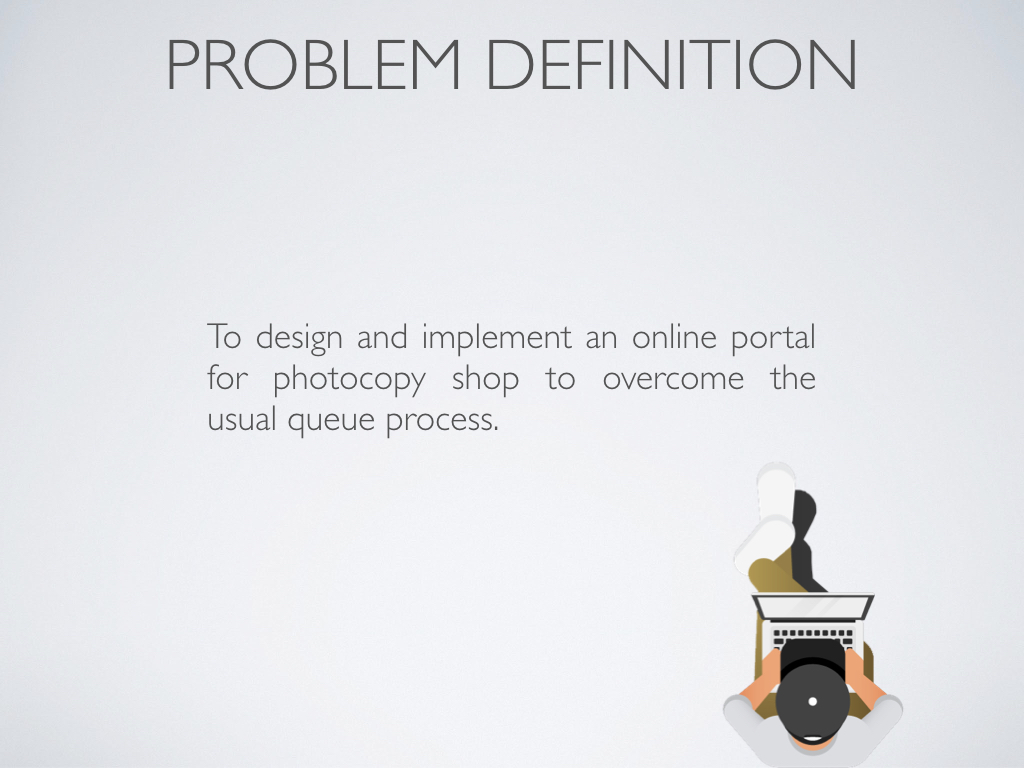 PROBLEM DEFINITION
To design and implement an online portal
for photocopy shop to overcome the
usual queue process.